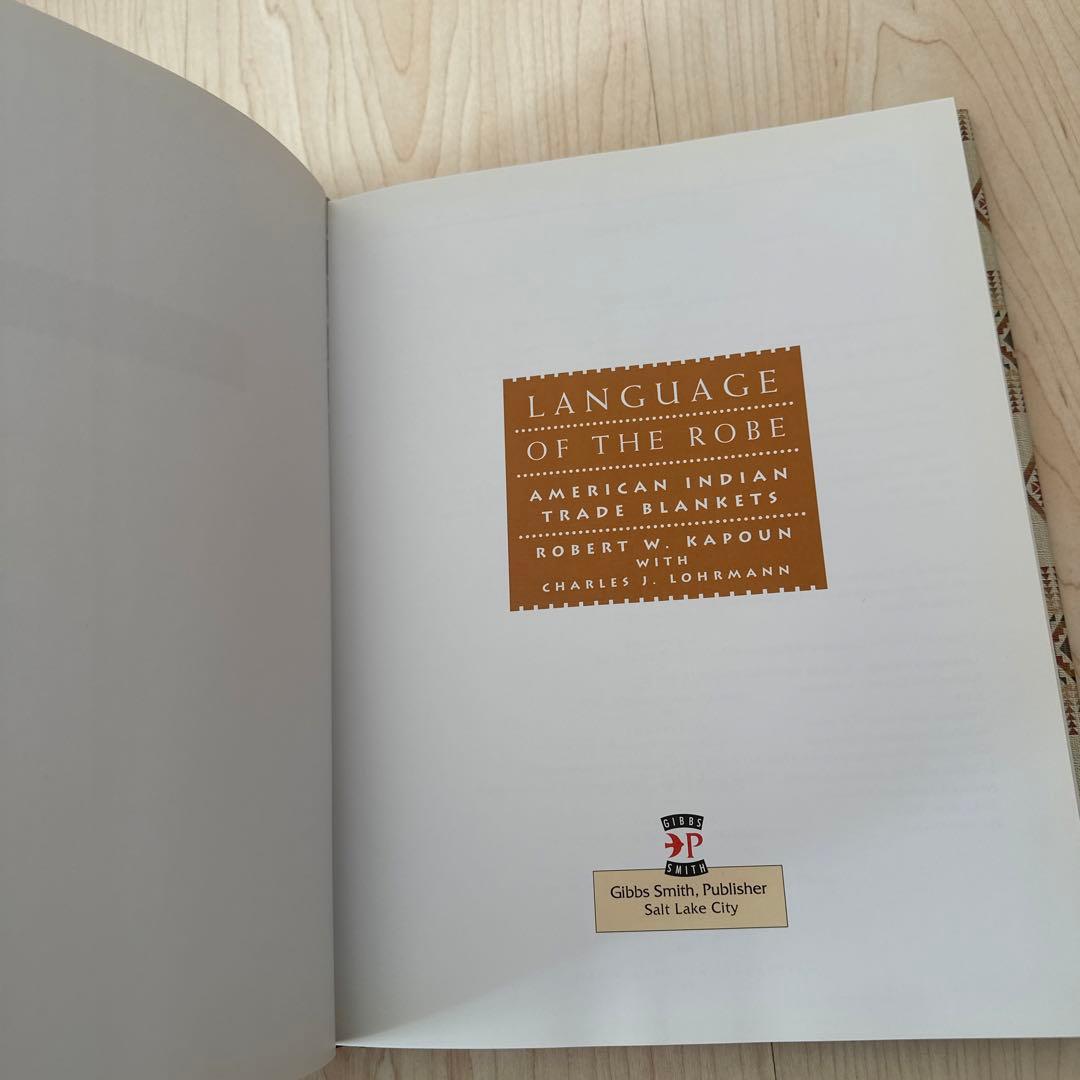 LANGUAGE
OF THE ROBE
AMERICAN INDIAN
TRADE BLANKETS
ROBERT W. KAPOUN
WITH
CHARLES J. LOHRMANN
GIBBS
P
SMITH
Gibbs Smith, Publisher
Salt Lake City